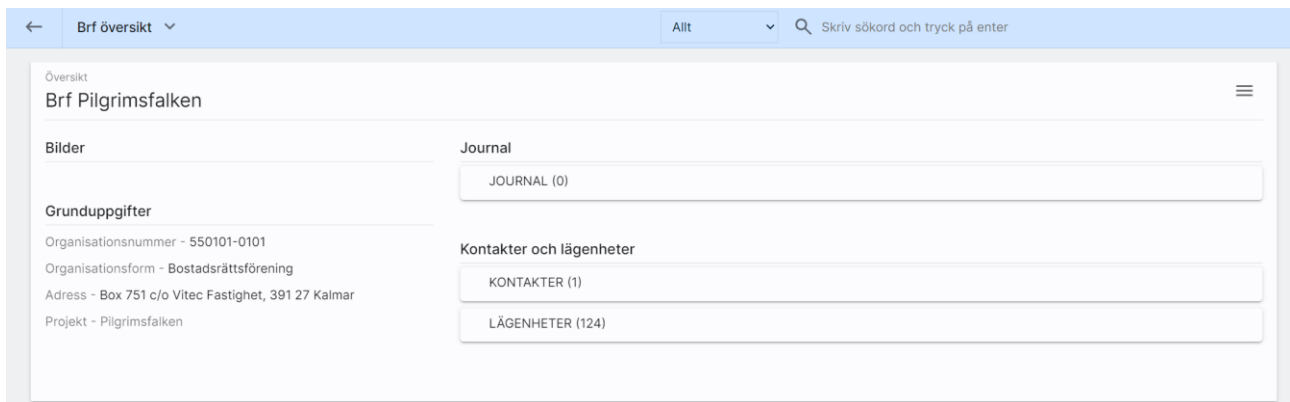 Brf översikt
Allt
Skriv sökord och tryck på enter
Översikt
Brf Pilgrimsfalken
Bilder
Grunduppgifter
Organisationsnummer - 550101-0101
Organisationsform - Bostadsrättsförening
Adress - Box 751 c/o Vitec Fastighet, 391 27 Kalmar
Projekt - Pilgrimsfalken
Journal
JOURNAL (0)
Kontakter och lägenheter
KONTAKTER (1)
LÄGENHETER (124)